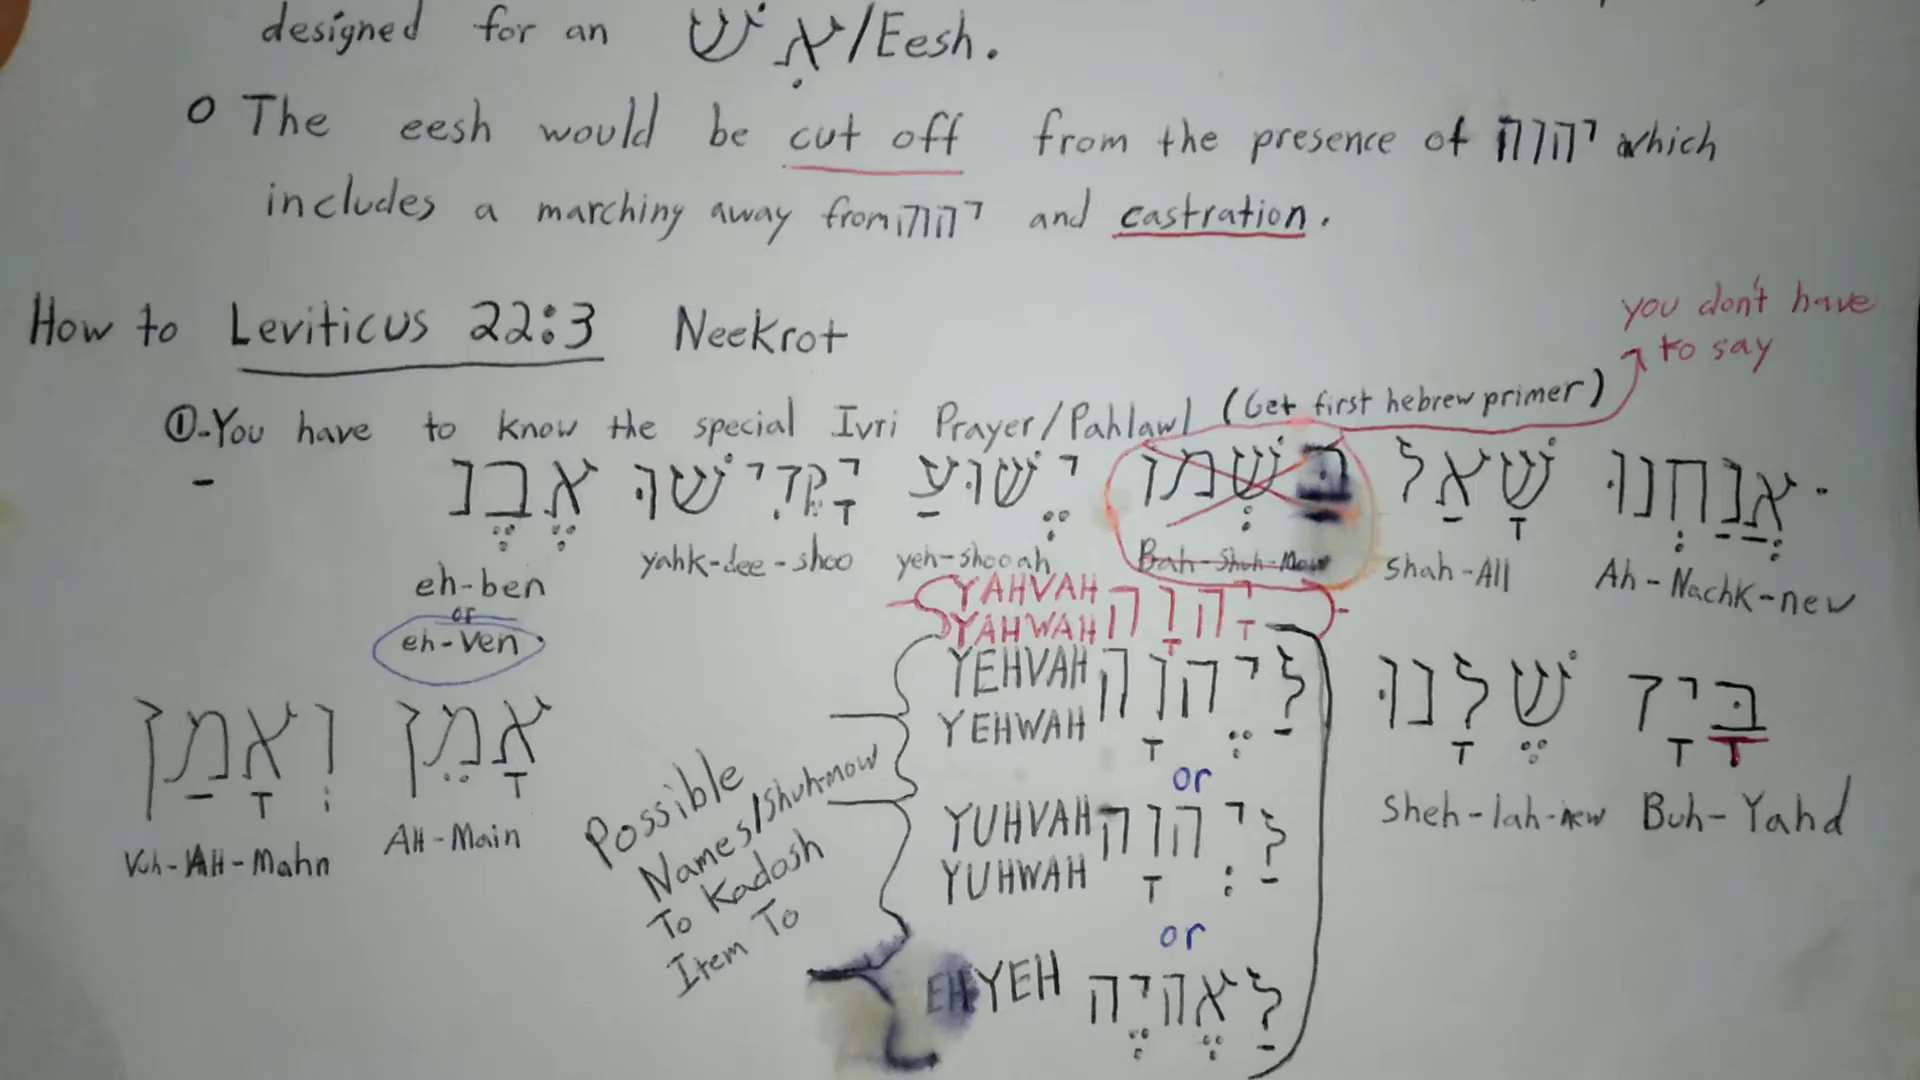 designed for an אִשׁ/Eesh.
o The eesh would be cut off from the presence of יהוה which
includes a marching away from יהוה and castration.
you don't have
to say
How to Leviticus 22:3 Neekrot
①-You have to know the special Ivri Prayer/Pahlawl (Get first hebrew primer)
- אֲנַחְנוּ שָׁאַל בְּשְׁמוֹ יֶשׁוּעַ יָקְדִישׁוּ אֶבֶן
Ah-Nachk-new shah-All Bah-Shuh-Mow yeh-shooah yahk-dee-shoo eh-ben
or
eh-ven
YAHVAH יָהוָה
YAHWAH
YEHVAH לַיֶהוָה
YEHWAH
or
YUHVAH לַיְהוָה
YUHWAH
or
EHYEH לַאֶהיֶה
בָּיָד שֶׁלָנוּ
Buh-Yahd Sheh-lah-new
Possible
Names/Shuhmow
To Kadosh
Item To
אָמֵן וְאָמַן
AH-Main Vuh-AH-Mahn